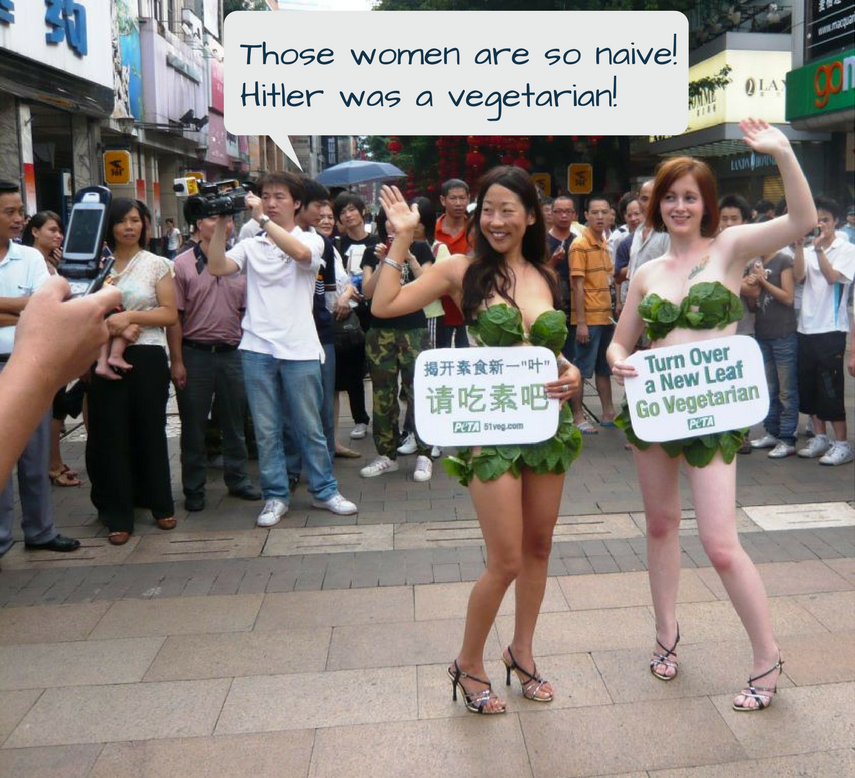 Those women are so naive!
Hitler was a vegetarian!
揭开素食新一"叶"
请吃素吧
PETA 51veg.com
Turn Over
a New Leaf
Go Vegetarian
PETA